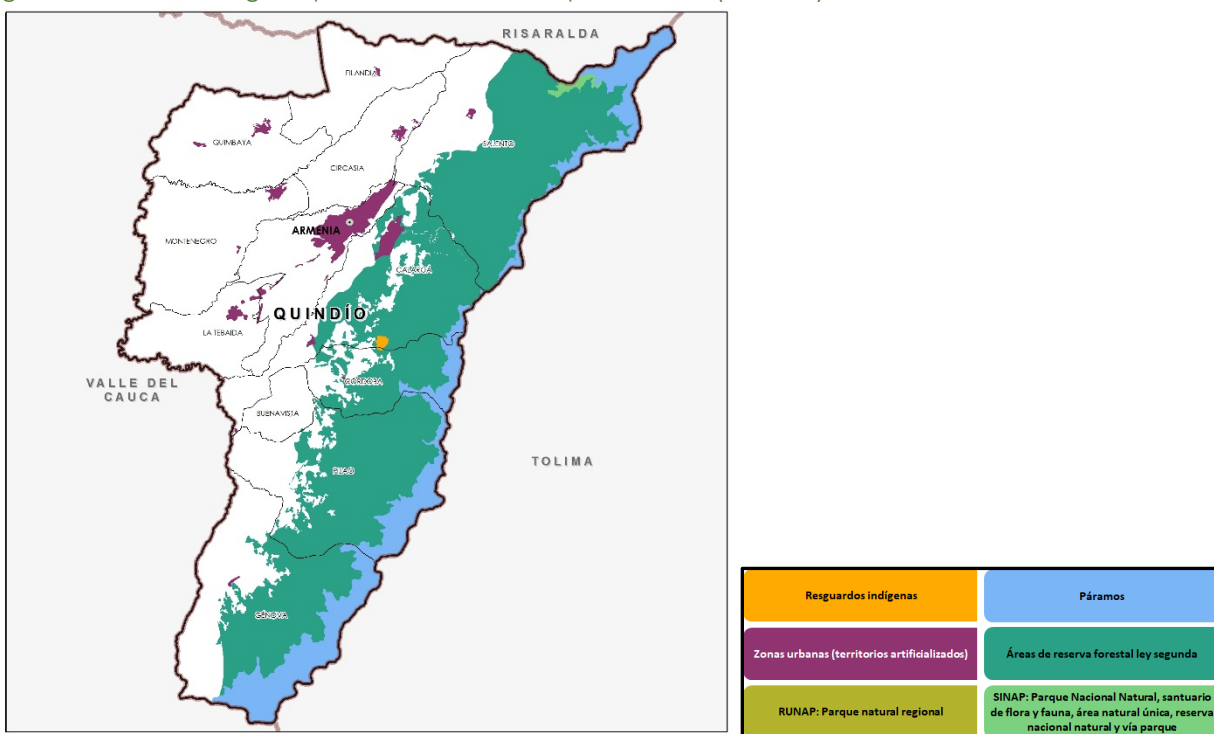 RISARALDA
FILANDIA
QUIMBAYA
SALENTO
CIRCASIA
ARMENIA
MONTENEGRO
CALARCA
QUINDÍO
LA TEBAIDA
VALLE DEL
CAUCA
CORDOBA
BUENAVISTA
TOLIMA
PIJAO
GÉNOVA
Resguardos indígenas
Páramos
Zonas urbanas (territorios artificializados)
Áreas de reserva forestal ley segunda
RUNAP: Parque natural regional
SINAP: Parque Nacional Natural, santuario
de flora y fauna, área natural única, reserva
nacional natural y vía parque